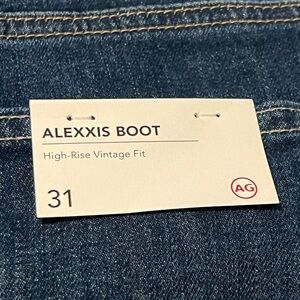 ALEXXIS BOOT
High-Rise Vintage Fit
31
AG